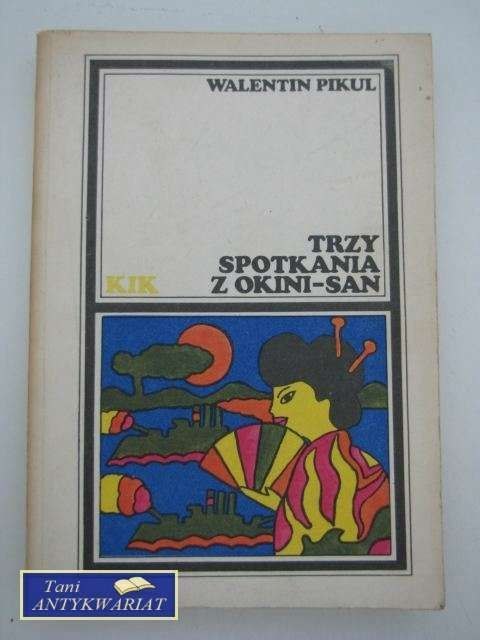 WALENTIN PIKUL
TRZY
SPOTKANIA
KIK Z OKINI-SAN
Tani
ANTYKWARIAT